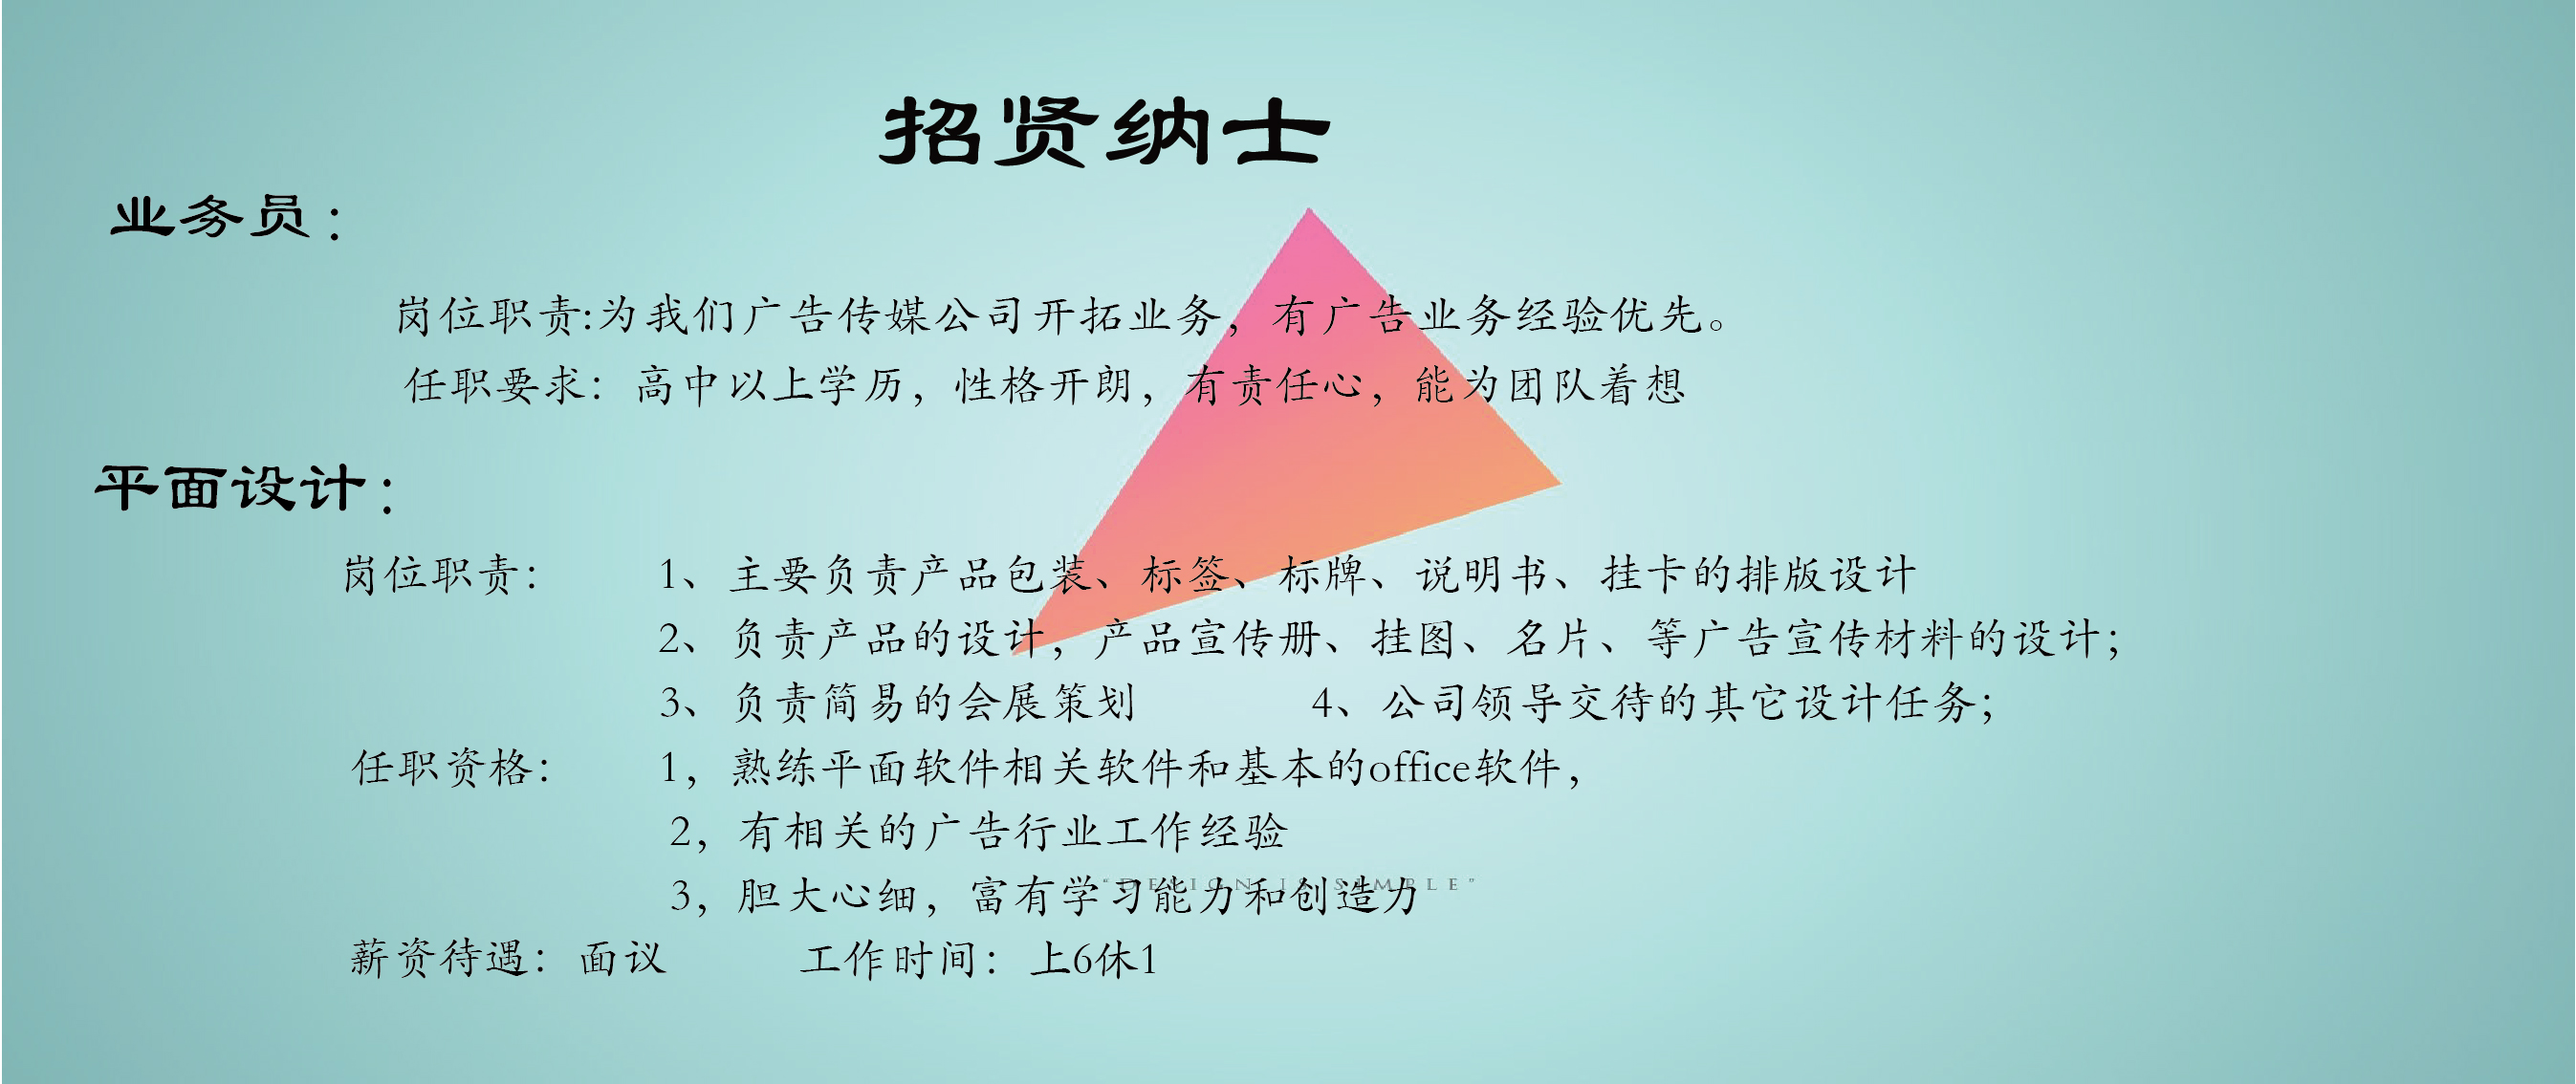 招贤纳士
业务员：
岗位职责:为我们广告传媒公司开拓业务，有广告业务经验优先。
任职要求：高中以上学历，性格开朗，有责任心，能为团队着想
平面设计：
岗位职责： 1、主要负责产品包装、标签、标牌、说明书、挂卡的排版设计
2、负责产品的设计，产品宣传册、挂图、名片、等广告宣传材料的设计；
3、负责简易的会展策划 4、公司领导交待的其它设计任务；
任职资格： 1，熟练平面软件相关软件和基本的office软件，
2，有相关的广告行业工作经验
"DESIGN IS SIMPLE"
3，胆大心细，富有学习能力和创造力
薪资待遇：面议 工作时间：上6休1